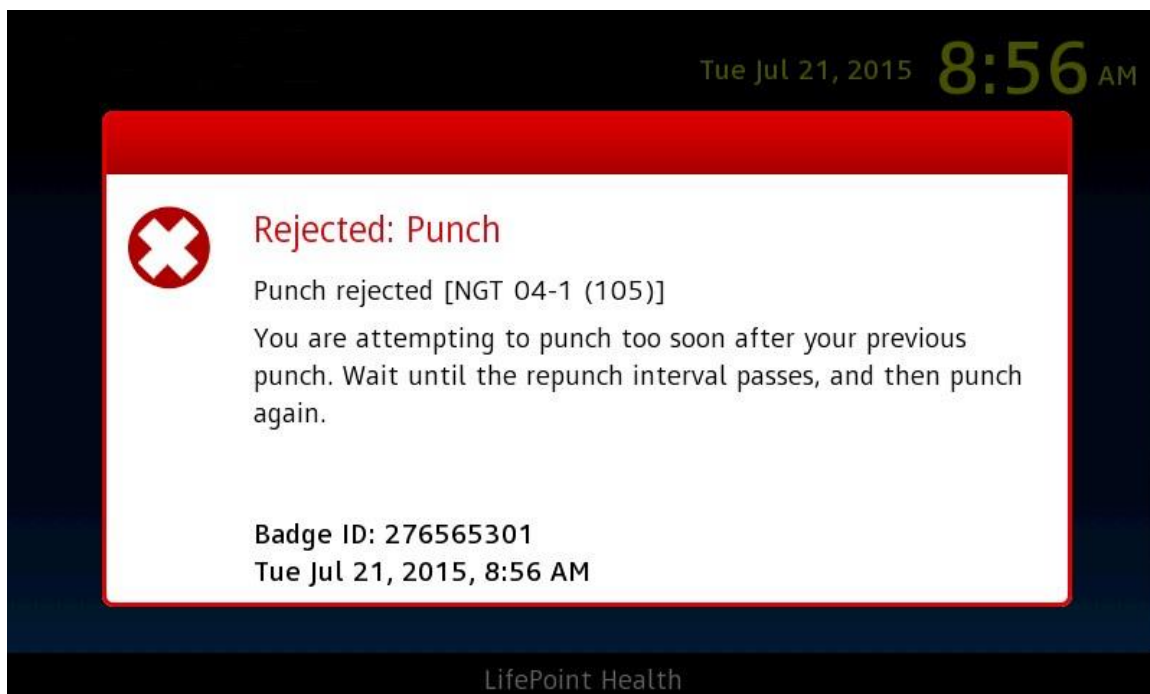 Tue Jul 21, 2015 8:56 AM
Rejected: Punch
Punch rejected [NGT 04-1 (105)]
You are attempting to punch too soon after your previous
punch. Wait until the repunch interval passes, and then punch
again.
Badge ID: 276565301
Tue Jul 21, 2015, 8:56 AM
LifePoint Health